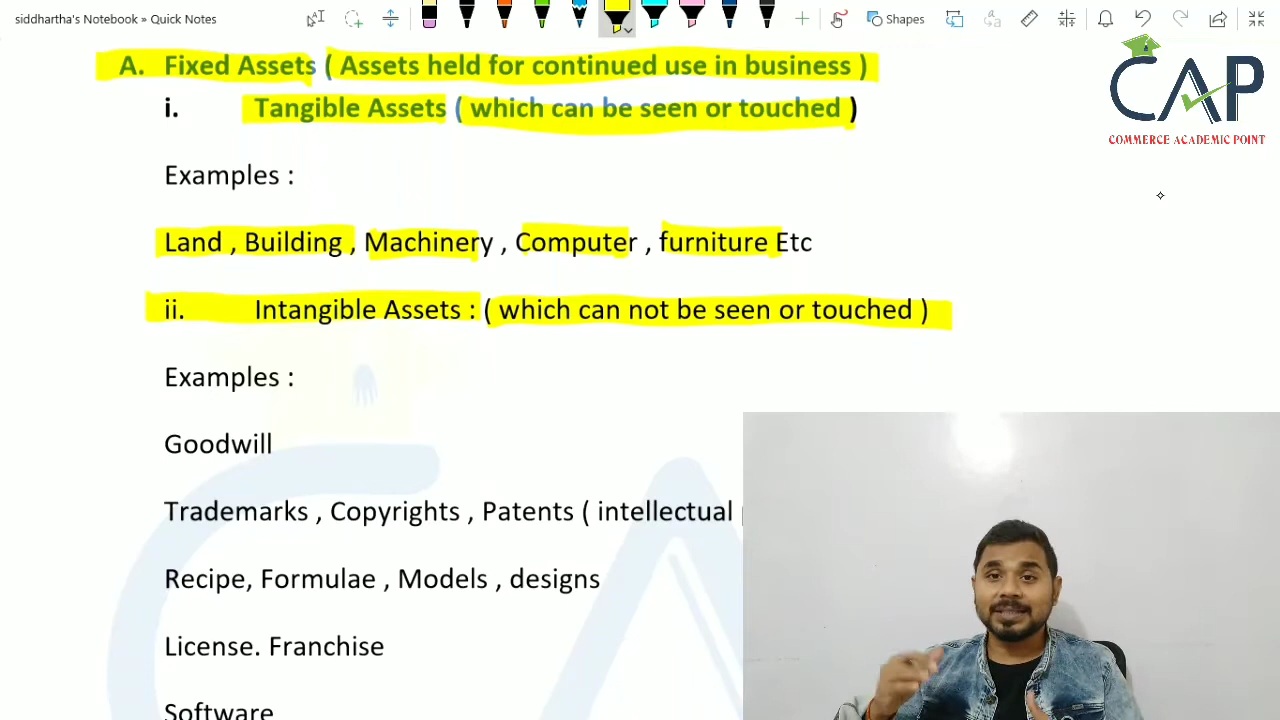 siddhartha's Notebook » Quick Notes
Shapes
A. Fixed Assets ( Assets held for continued use in business )
i. Tangible Assets ( which can be seen or touched )
CAP
COMMERCE ACADEMIC POINT
Examples :
Land , Building , Machinery , Computer , furniture Etc
ii. Intangible Assets : ( which can not be seen or touched )
Examples :
Goodwill
Trademarks , Copyrights , Patents ( intellectual
Recipe, Formulae , Models , designs
License. Franchise
Software